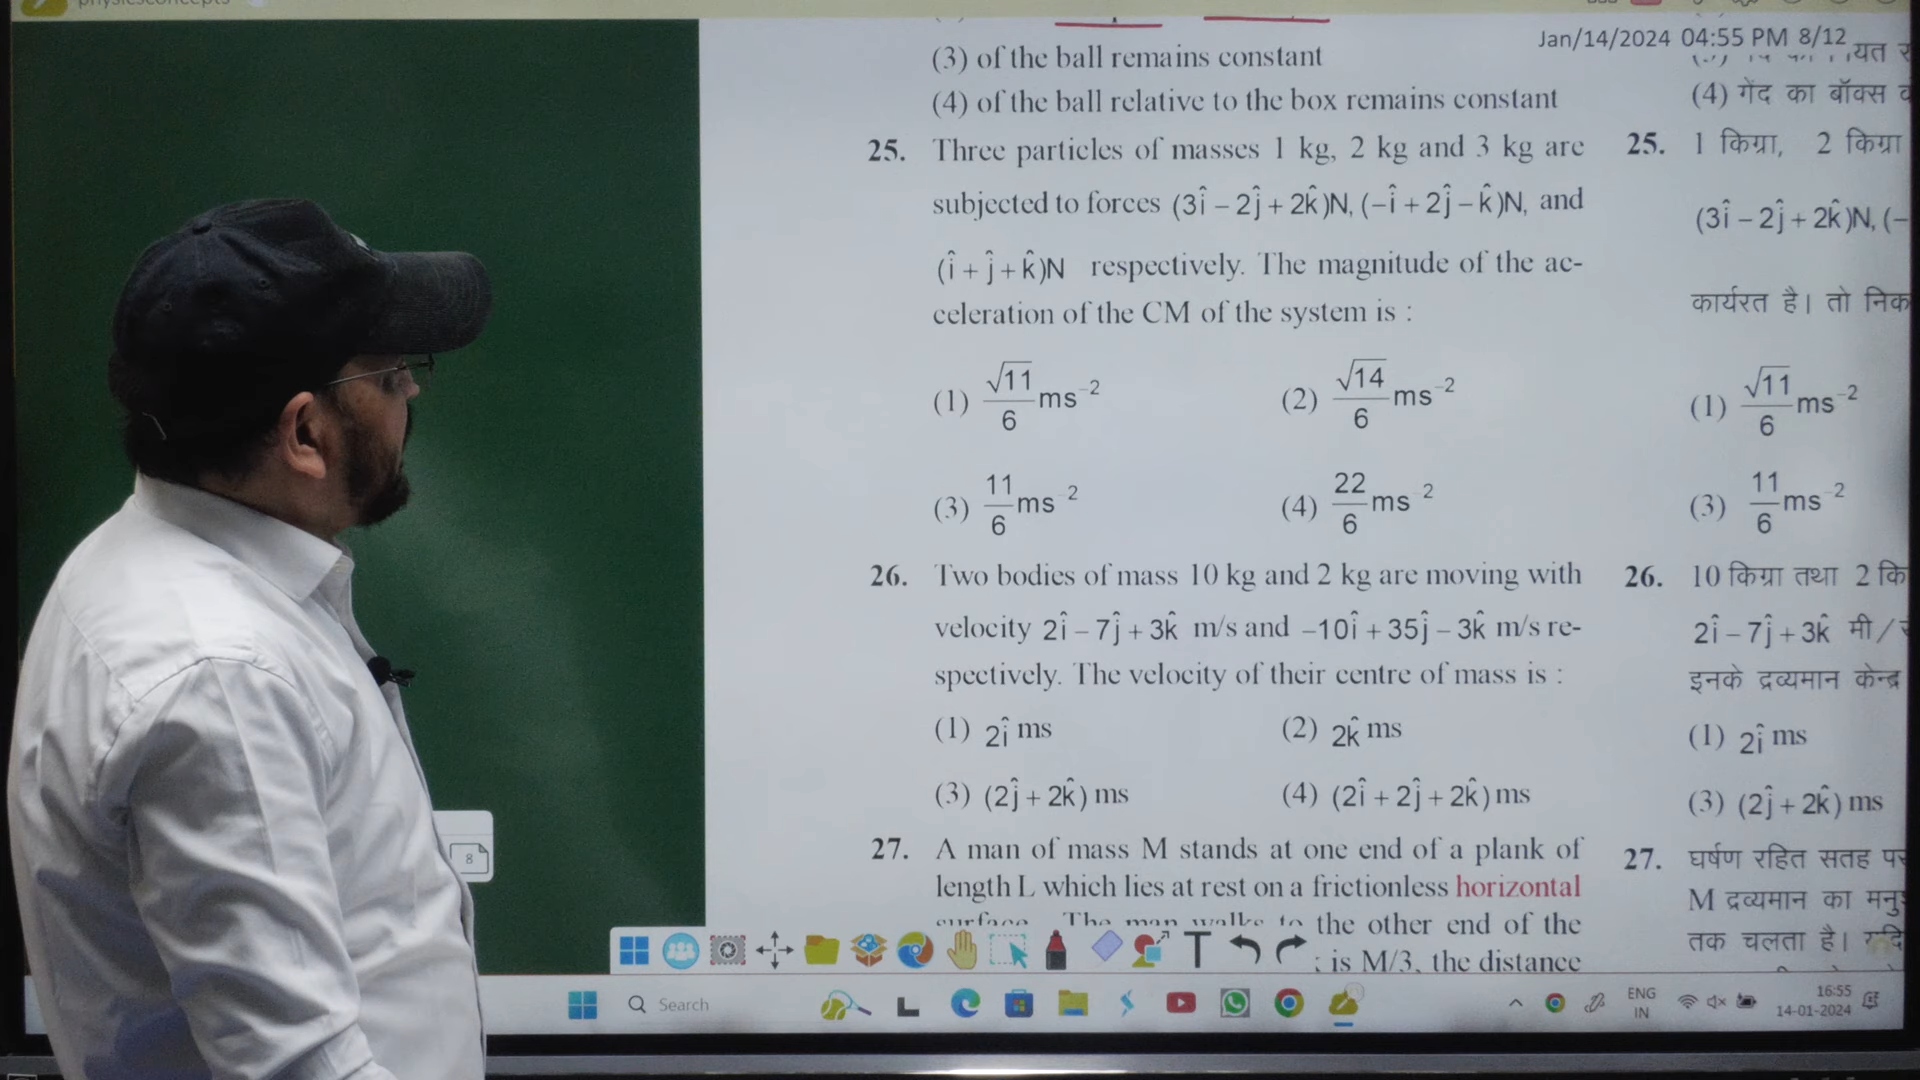 physicsconcepts
Jan/14/2024 04:55 PM 8/12
(3) of the ball remains constant
(4) of the ball relative to the box remains constant
25. Three particles of masses 1 kg, 2 kg and 3 kg are
subjected to forces (3î – 2ĵ + 2k̂)N, (–î + 2ĵ – k̂)N, and
(î + ĵ + k̂)N respectively. The magnitude of the ac-
celeration of the CM of the system is :
(1) √11/6 ms⁻² (2) √14/6 ms⁻²
(3) 11/6 ms⁻² (4) 22/6 ms⁻²
26. Two bodies of mass 10 kg and 2 kg are moving with
velocity 2î – 7ĵ + 3k̂ m/s and –10î + 35ĵ – 3k̂ m/s re-
spectively. The velocity of their centre of mass is :
(1) 2î ms (2) 2k̂ ms
(3) (2ĵ + 2k̂) ms (4) (2î + 2ĵ + 2k̂) ms
27. A man of mass M stands at one end of a plank of
length L which lies at rest on a frictionless horizontal
surface. The man walks to the other end of the
is M/3, the distance
यत
(4) गेंद का बॉक्स
25. 1 किग्रा, 2 किग्रा
(3î – 2ĵ + 2k̂)N, (–
कार्यरत है। तो
(1) √11/6 ms⁻²
(3) 11/6 ms⁻²
26. 10 किग्रा तथा 2 कि
2î – 7ĵ + 3k̂ मी /
इनके द्रव्यमान केन्द्र
(1) 2î ms
(3) (2ĵ + 2k̂) ms
27. घर्षण रहित सतह
M द्रव्यमान का
तक चलता है।
8
T
Search
ENG
IN
16:55
14-01-2024